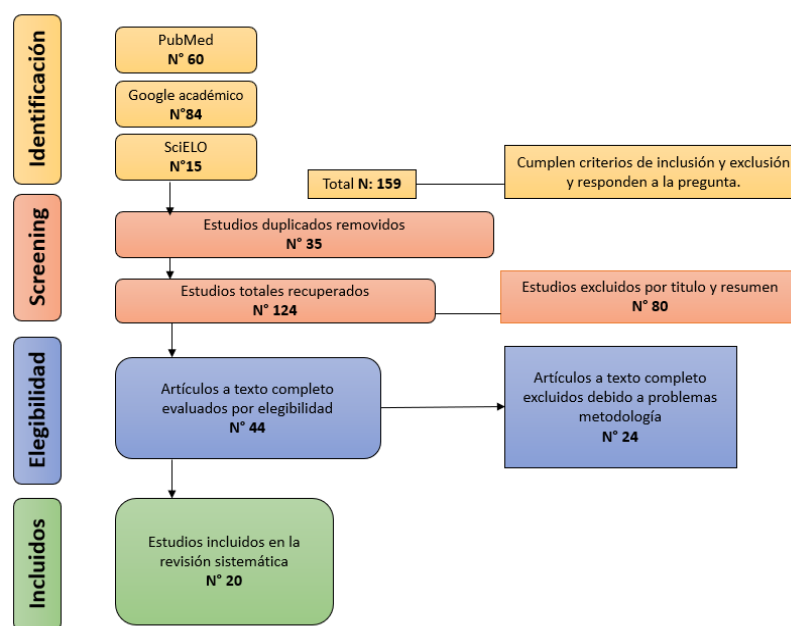 Identificación
PubMed
N° 60
Google académico
N°84
SciELO
N°15
Total N: 159
Cumplen criterios de inclusión y exclusión
y responden a la pregunta.
Screening
Estudios duplicados removidos
N° 35
Estudios totales recuperados
N° 124
Estudios excluidos por titulo y resumen
N° 80
Elegibilidad
Artículos a texto completo
evaluados por elegibilidad
N° 44
Artículos a texto completo
excluidos debido a problemas
metodología
N° 24
Incluidos
Estudios incluidos en la
revisión sistemática
N° 20